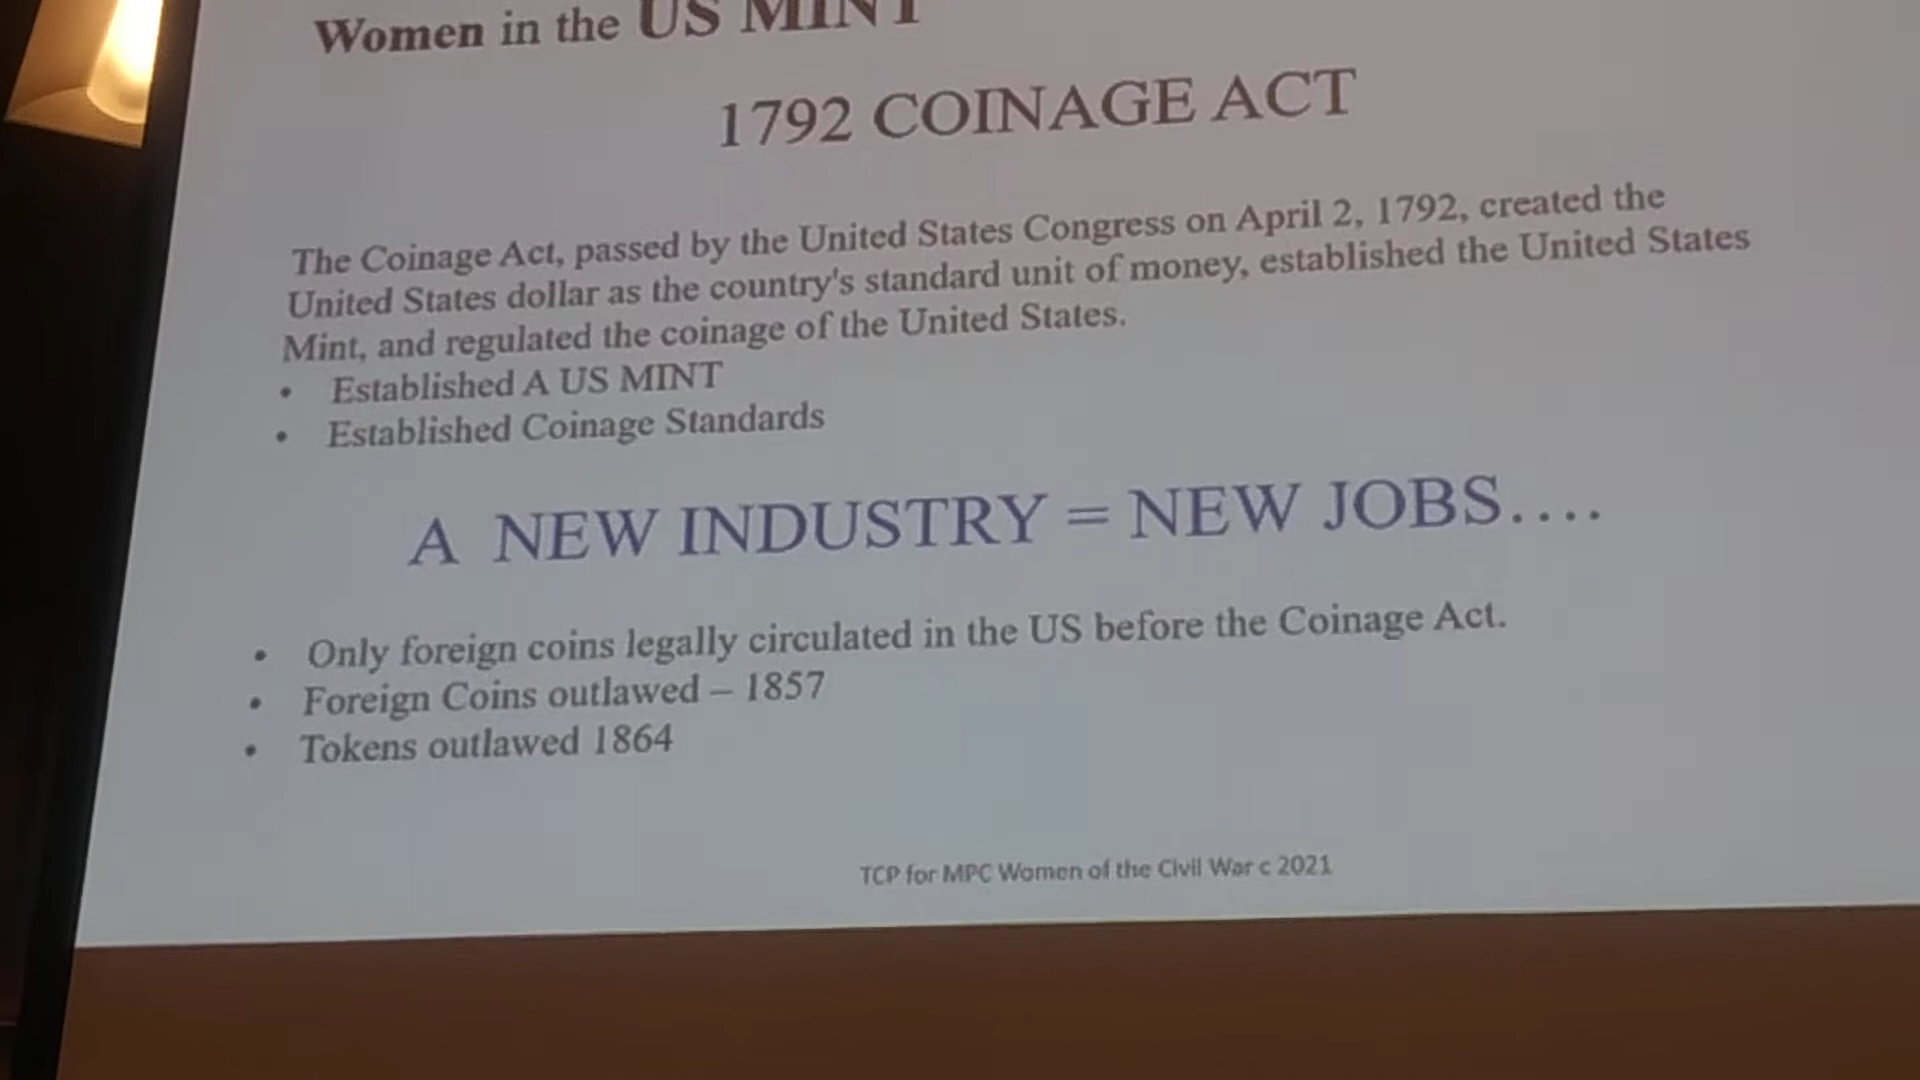 Women in the US MINT
1792 COINAGE ACT
The Coinage Act, passed by the United States Congress on April 2, 1792, created the
United States dollar as the country's standard unit of money, established the United States
Mint, and regulated the coinage of the United States.
• Established A US MINT
• Established Coinage Standards
A NEW INDUSTRY = NEW JOBS....
• Only foreign coins legally circulated in the US before the Coinage Act.
• Foreign Coins outlawed – 1857
• Tokens outlawed 1864
TCP for MPC Women of the Civil War c 2021